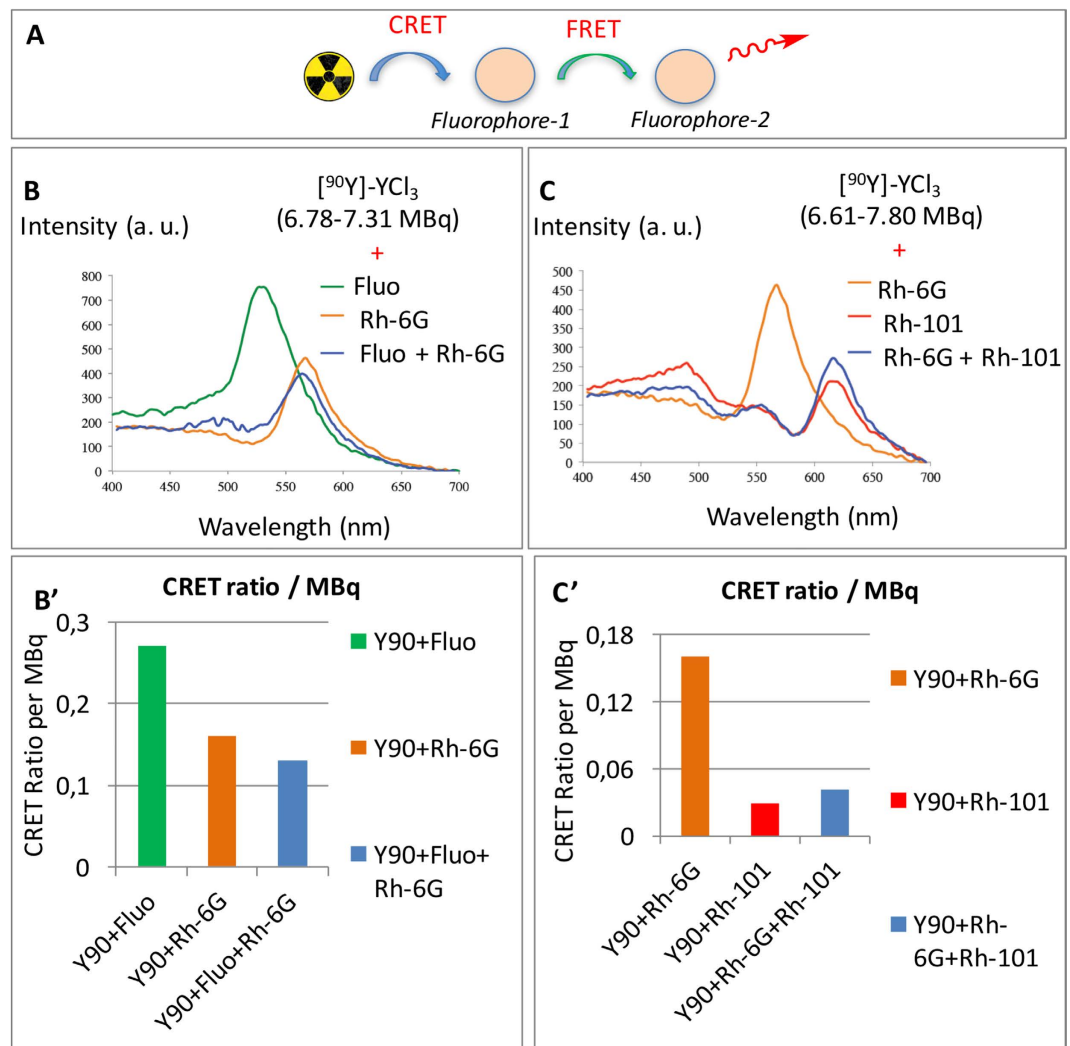 A
CRET
FRET
Fluorophore-1
Fluorophore-2
B
[⁹⁰Y]-YCl₃
Intensity (a. u.)
(6.78-7.31 MBq)
+
800
700
600
500
400
300
200
100
0
400
450
500
550
600
650
700
Fluo
Rh-6G
Fluo + Rh-6G
Wavelength (nm)
C
[⁹⁰Y]-YCl₃
Intensity (a. u.)
(6.61-7.80 MBq)
+
500
450
400
350
300
250
200
150
100
50
0
400
450
500
550
600
650
700
Rh-6G
Rh-101
Rh-6G + Rh-101
Wavelength (nm)
B’
CRET ratio / MBq
CRET Ratio per MBq
0,3
0,2
0,1
0
Y90+Fluo
Y90+Rh-6G
Y90+Fluo+Rh-6G
Y90+Fluo
Y90+Rh-6G
Y90+Fluo+
Rh-6G
C’
CRET ratio / MBq
CRET Ratio per MBq
0,18
0,12
0,06
0
Y90+Rh-6G
Y90+Rh-101
Y90+Rh-6G+Rh-101
Y90+Rh-6G
Y90+Rh-101
Y90+Rh-
6G+Rh-101